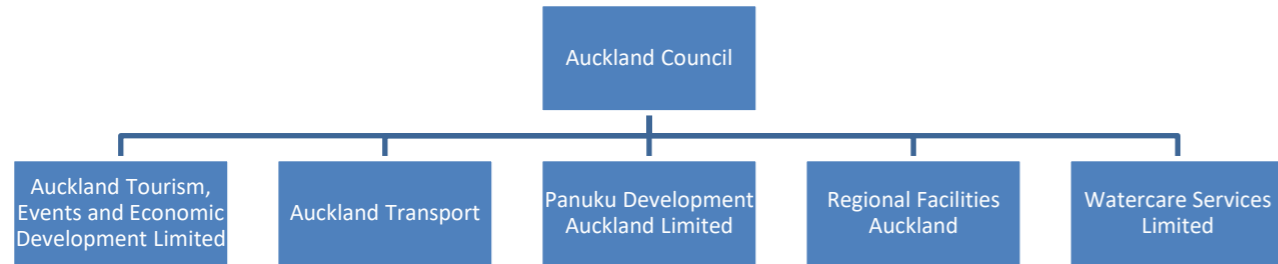 Auckland Council
Auckland Tourism,
Events and Economic
Development Limited
Auckland Transport
Panuku Development
Auckland Limited
Regional Facilities
Auckland
Watercare Services
Limited